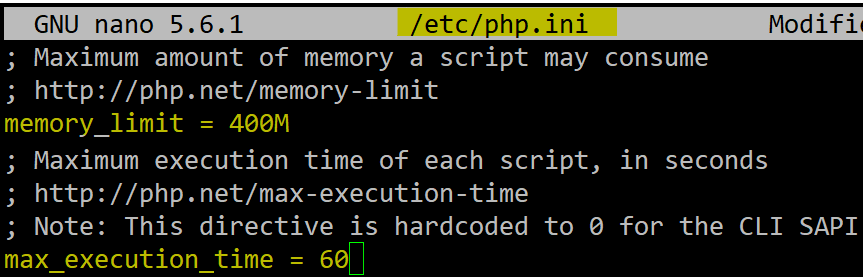 GNU nano 5.6.1 /etc/php.ini Modifi
; Maximum amount of memory a script may consume
; http://php.net/memory-limit
memory_limit = 400M
; Maximum execution time of each script, in seconds
; http://php.net/max-execution-time
; Note: This directive is hardcoded to 0 for the CLI SAPI
max_execution_time = 60